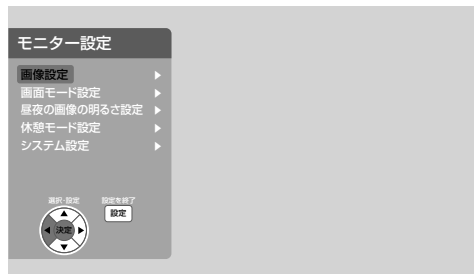 モニター設定
画像設定
画面モード設定
昼夜の画像の明るさ設定
休憩モード設定
システム設定
選択・設定 設定を終了
設定
決定